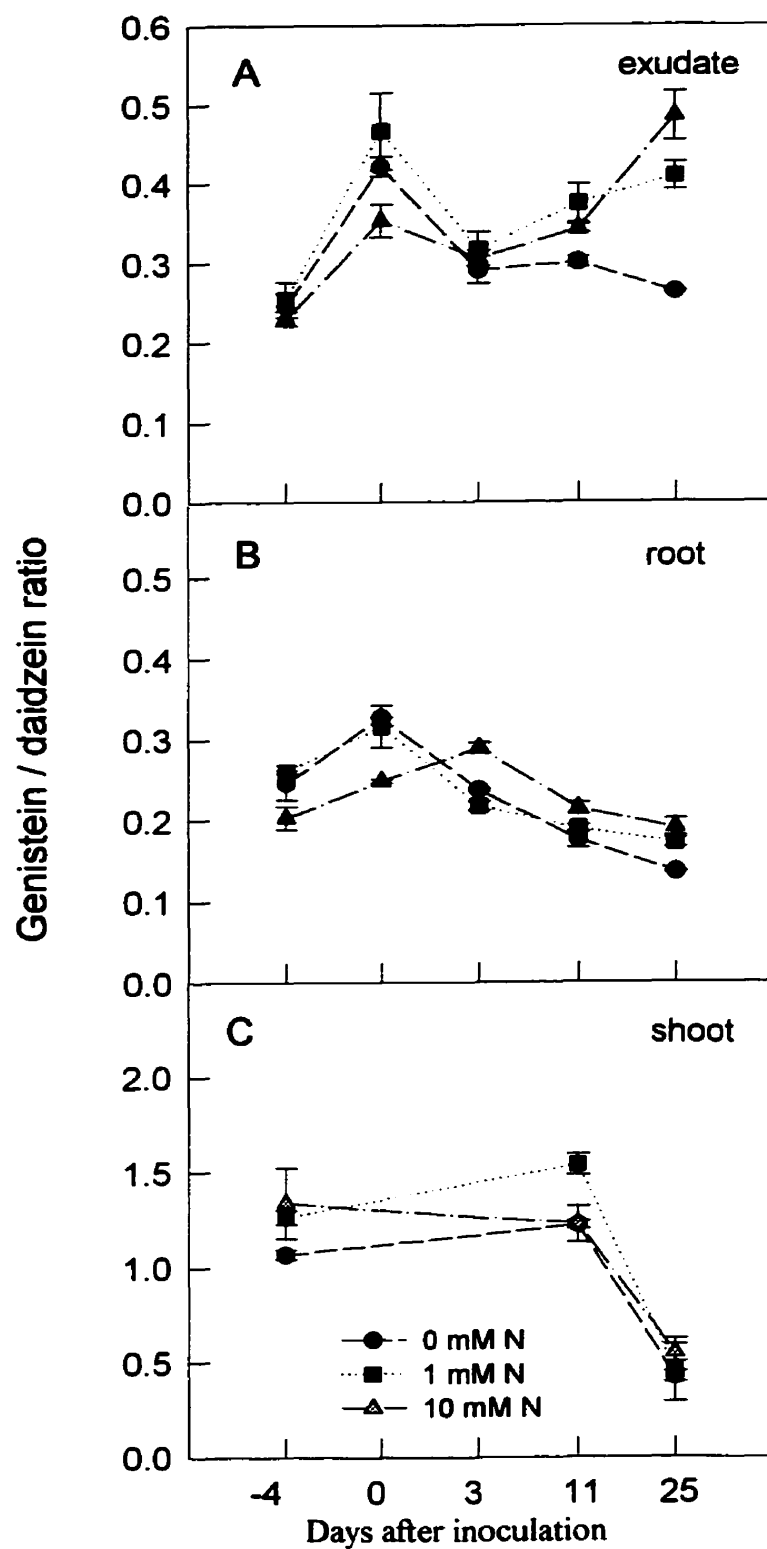 Genistein / daidzein ratio
0.6
A
exudate
0.5
0.4
0.3
0.2
0.1
0.0
B
root
0.5
0.4
0.3
0.2
0.1
0.0
C
shoot
2.0
1.5
1.0
0.5
0.0
0 mM N
1 mM N
10 mM N
-4 0 3 11 25
Days after inoculation